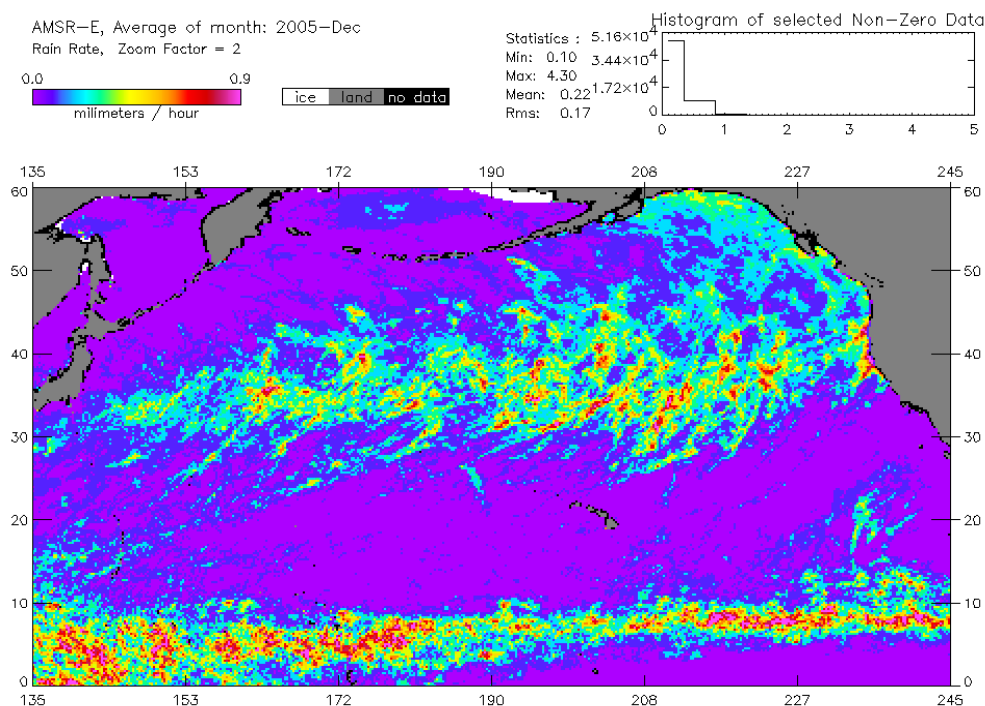 AMSR-E, Average of month: 2005-Dec
Rain Rate, Zoom Factor = 2
0.0 0.9
milimeters / hour
ice land no data
Statistics :
Min: 0.10
Max: 4.30
Mean: 0.22
Rms: 0.17
Histogram of selected Non-Zero Data
5.16×10^4
3.44×10^4
1.72×10^4
0
0 1 2 3 4 5
135 153 172 190 208 227 245
60 60
50 50
40 40
30 30
20 20
10 10
0 0
135 153 172 190 208 227 245